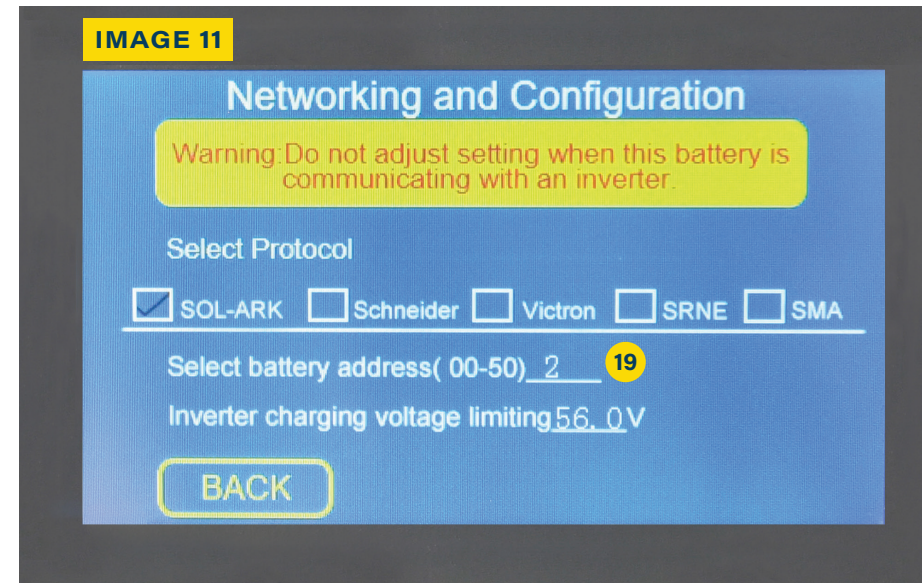 IMAGE 11
Networking and Configuration
Warning:Do not adjust setting when this battery is
communicating with an inverter.
Select Protocol
SOL-ARK Schneider Victron SRNE SMA
Select battery address( 00-50) 2 19
Inverter charging voltage limiting 56.0V
BACK